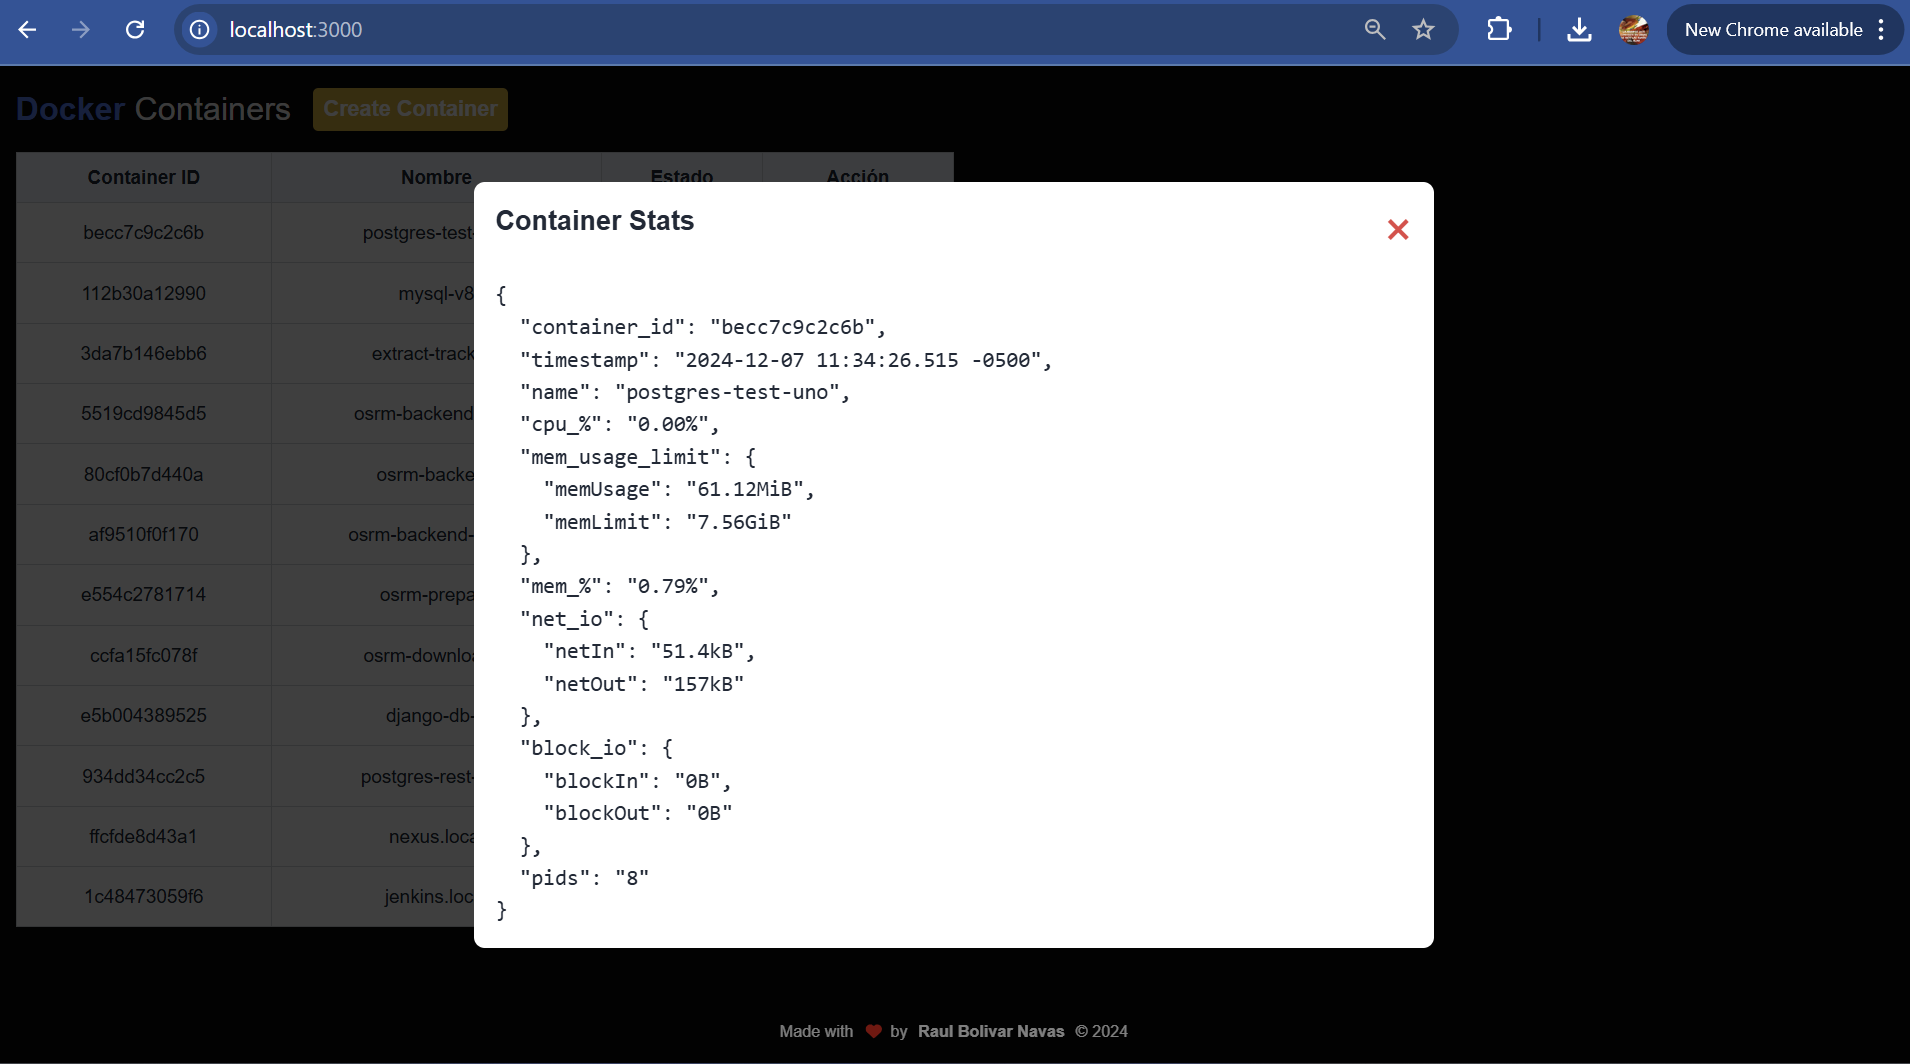 localhost:3000
New Chrome available
Docker Containers
Create Container
Container ID Nombre Estado Acción
becc7c9c2c6b postgres-test-
112b30a12990 mysql-v8
3da7b146ebb6 extract-track
5519cd9845d5 osrm-backend
80cf0b7d440a osrm-backe
af9510f0f170 osrm-backend-
e554c2781714 osrm-prepa
ccfa15fc078f osrm-downlo
e5b004389525 django-db-
934dd34cc2c5 postgres-rest-
ffcfde8d43a1 nexus.loca
1c48473059f6 jenkins.loc
Container Stats
{
"container_id": "becc7c9c2c6b",
"timestamp": "2024-12-07 11:34:26.515 -0500",
"name": "postgres-test-uno",
"cpu_%": "0.00%",
"mem_usage_limit": {
"memUsage": "61.12MiB",
"memLimit": "7.56GiB"
},
"mem_%": "0.79%",
"net_io": {
"netIn": "51.4kB",
"netOut": "157kB"
},
"block_io": {
"blockIn": "0B",
"blockOut": "0B"
},
"pids": "8"
}
Made with ❤ by Raul Bolivar Navas © 2024